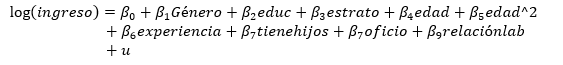 log(ingreso) = β₀ + β₁Género + β₂educ + β₃estrato + β₄edad + β₅edad^2
+ β₆experiencia + β₇tienehijos + β₇oficio + β₉relaciónlab
+ u